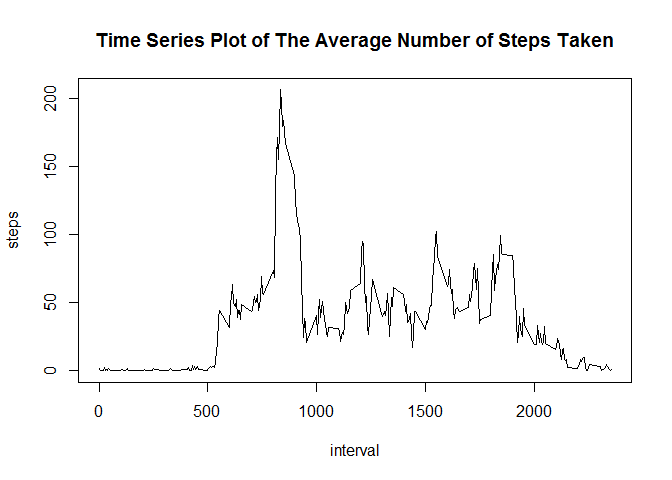 Time Series Plot of The Average Number of Steps Taken
steps
200
150
100
50
0
0 500 1000 1500 2000
interval